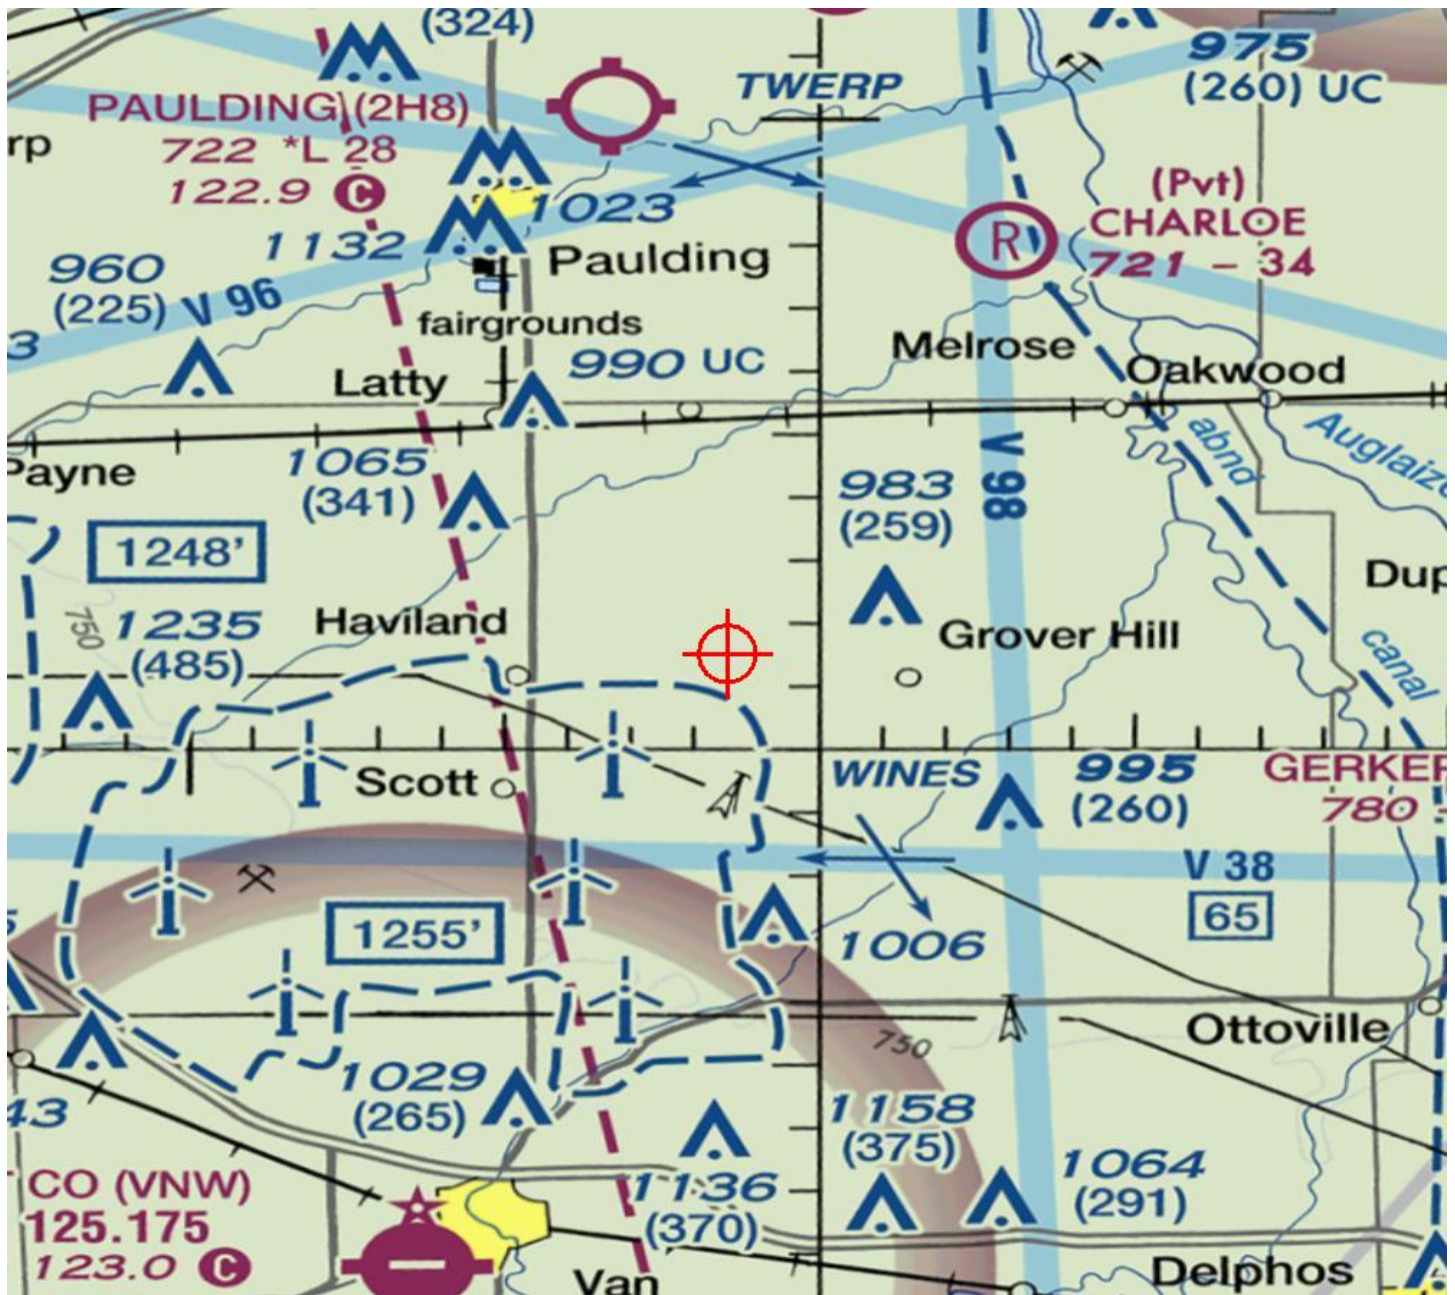 (324)
975
(260) UC
TWERP
PAULDING (2H8)
722 *L 28
122.9 C
rp
(Pvt)
CHARLOE
721 - 34
R
1023
1132
Paulding
960
(225)
V 96
3
fairgrounds
990 UC
Latty
Melrose
Oakwood
abnd
Auglaize
Payne
1065
(341)
983
(259)
V 98
1248'
750
1235
(485)
Haviland
Grover Hill
Dup
canal
Scott
WINES
995
(260)
GERKE
780
V 38
65
1255'
1006
750
Ottoville
1029
(265)
43
1158
(375)
1064
(291)
CO (VNW)
125.175
123.0 C
1136
(370)
Van
Delphos